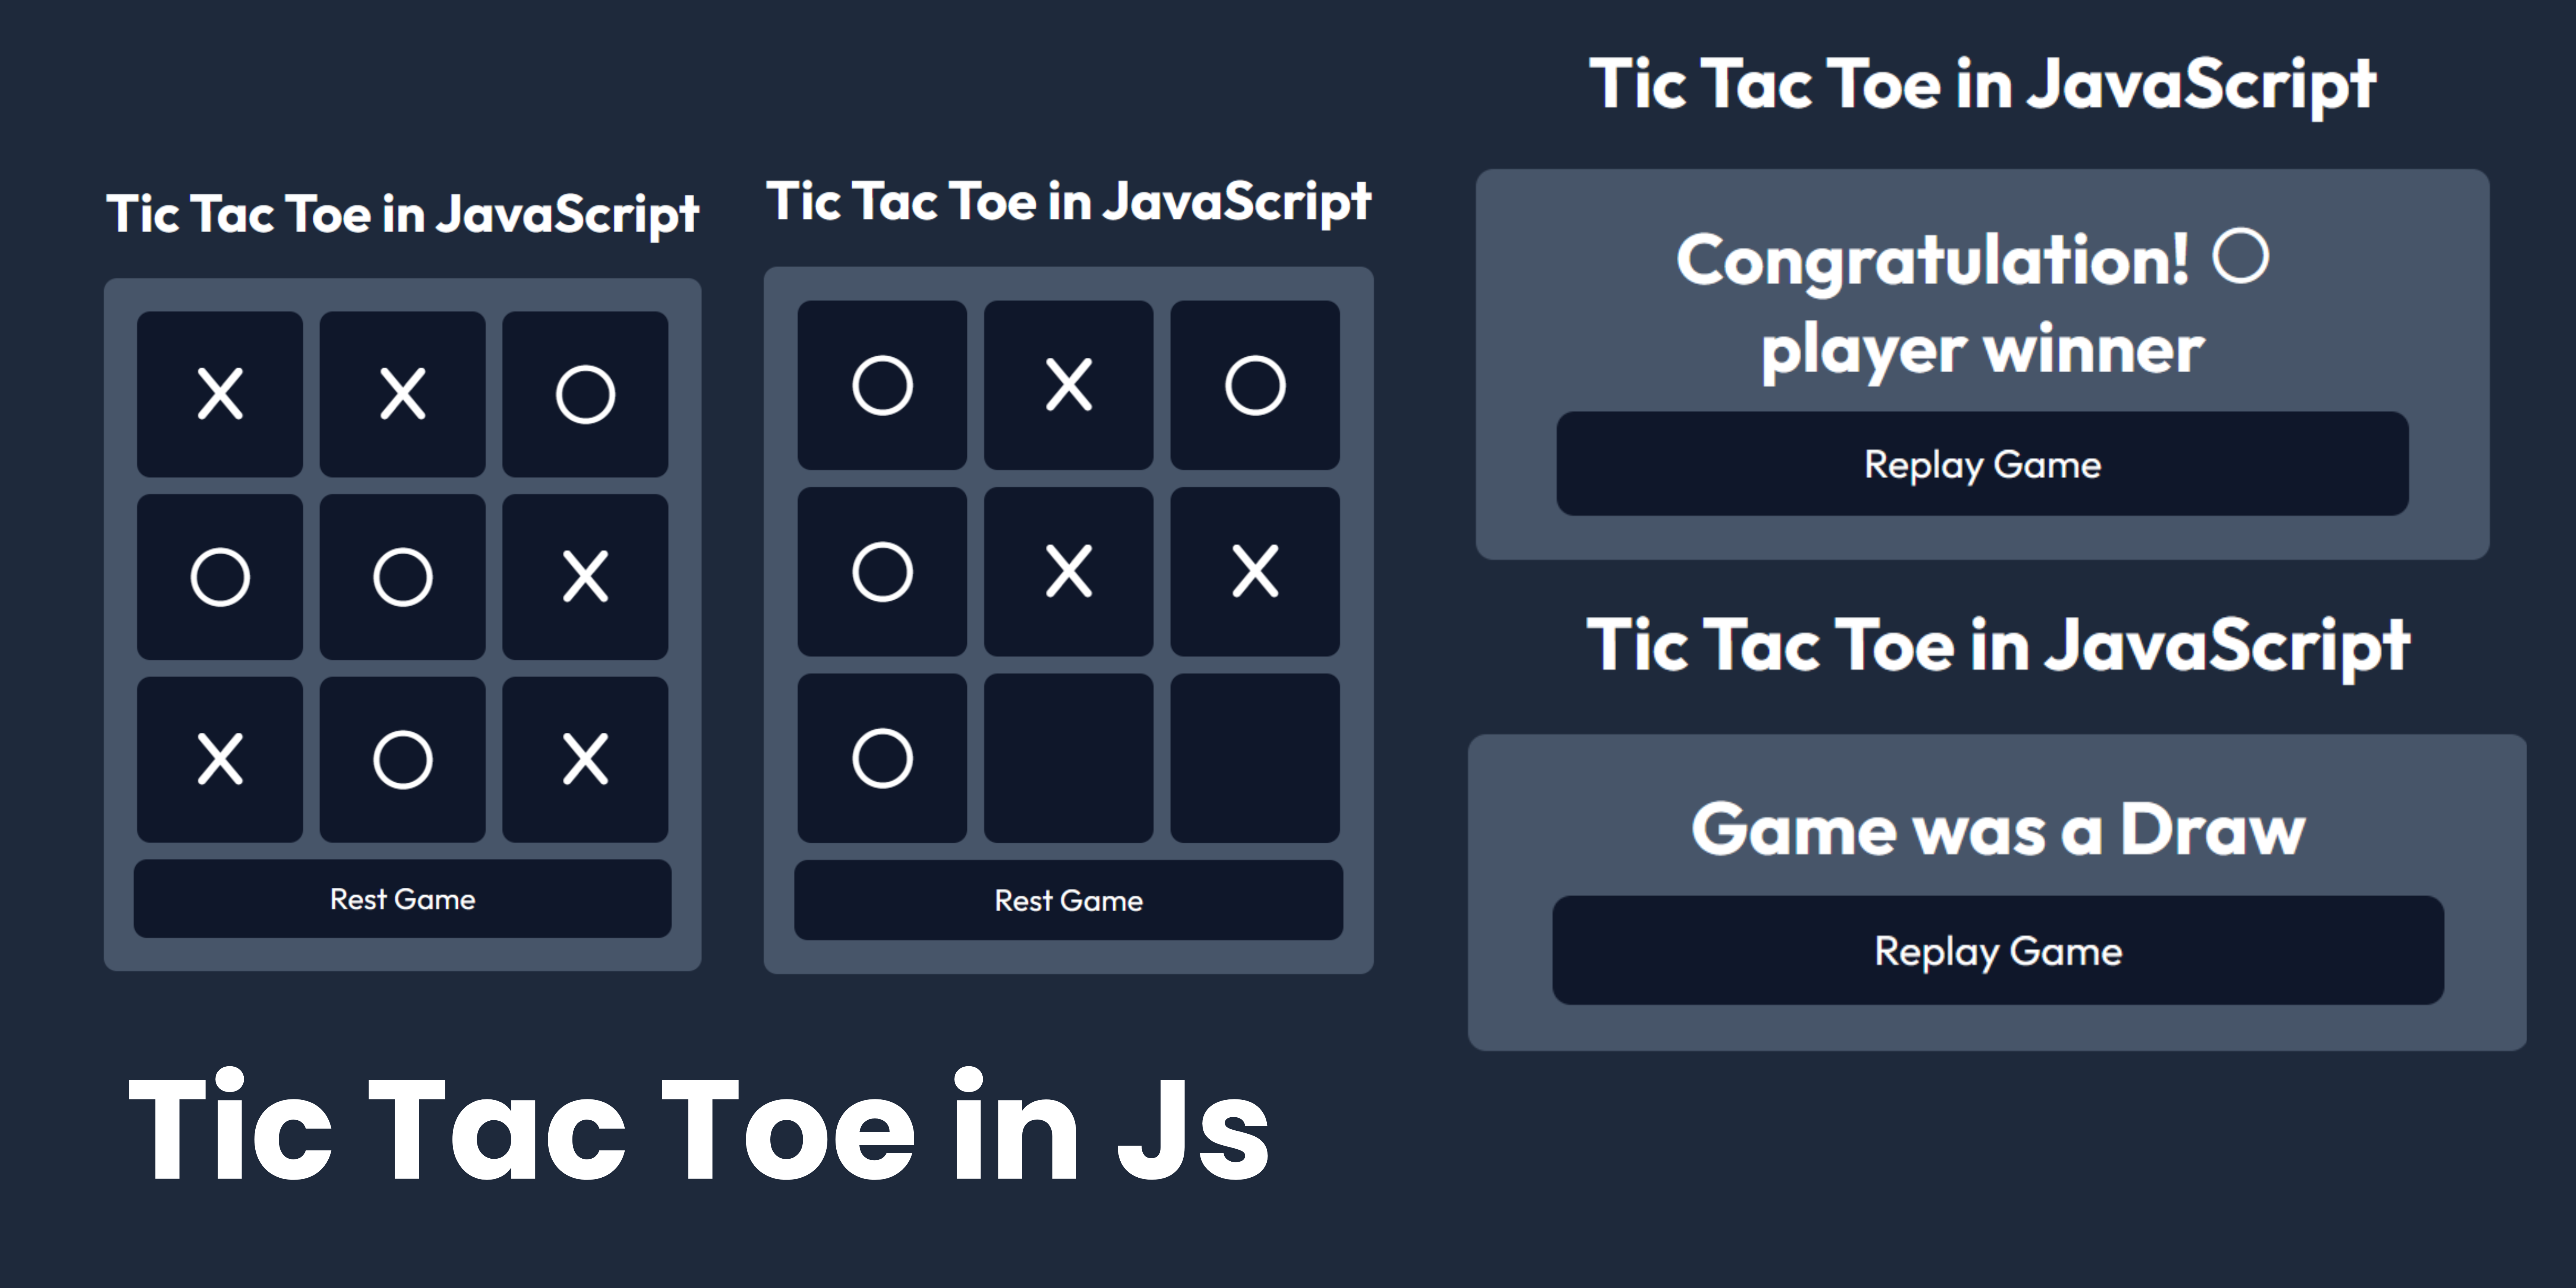 Tic Tac Toe in JavaScript
X X O
O O X
X O X
Rest Game
Tic Tac Toe in JavaScript
O X O
O X X
O
Rest Game
Tic Tac Toe in JavaScript
Congratulation! O
player winner
Replay Game
Tic Tac Toe in JavaScript
Game was a Draw
Replay Game
Tic Tac Toe in Js